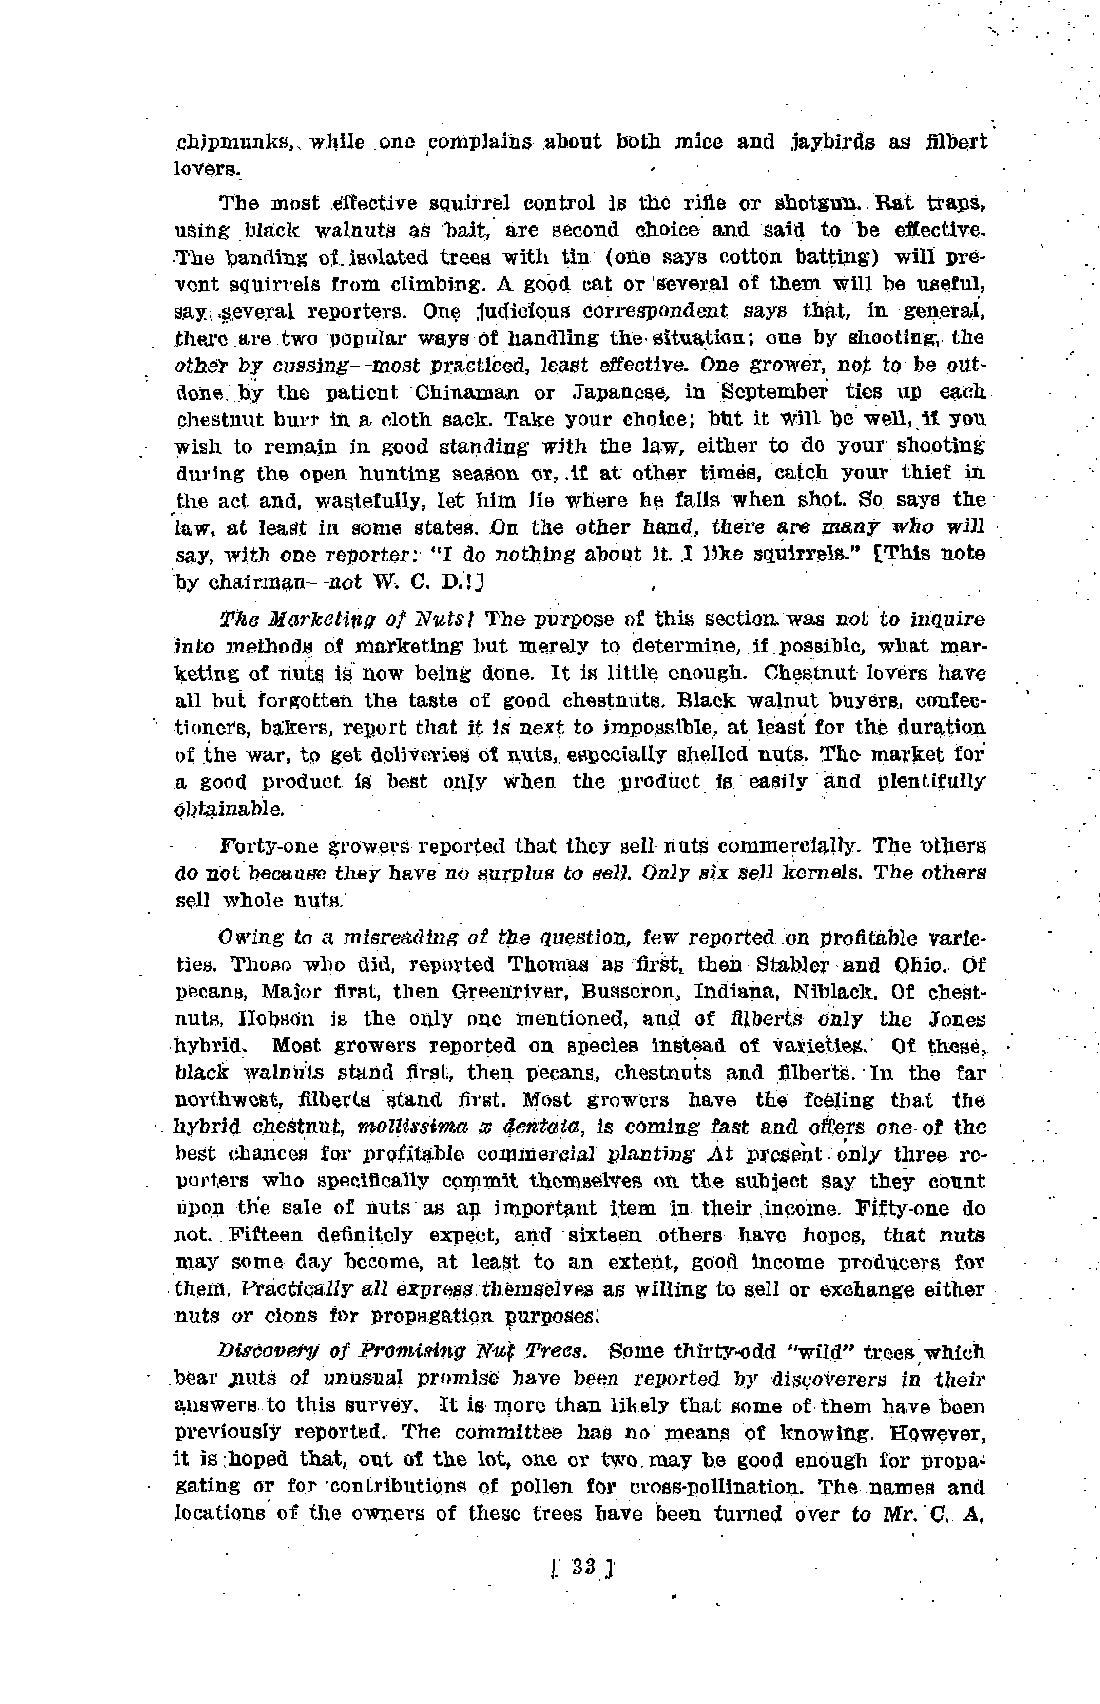 chipmunks, while one complains about both mice and jaybirds as filbert
lovers.
The most effective squirrel control is the rifle or shotgun. Rat traps,
using black walnuts as bait, are second choice and said to be effective.
The banding of isolated trees with tin (one says cotton batting) will pre-
vent squirrels from climbing. A good cat or several of them will be useful,
say several reporters. One judicious correspondent says that, in general,
there are two popular ways of handling the situation; one by shooting, the
other by cussing--most practiced, least effective. One grower, not to be out-
done by the patient Chinaman or Japanese, in September ties up each
chestnut burr in a cloth sack. Take your choice; but it will be well, if you
wish to remain in good standing with the law, either to do your shooting
during the open hunting season or, if at other times, catch your thief in
the act and, wastefully, let him lie where he falls when shot. So says the
law, at least in some states. On the other hand, there are many who will
say, with one reporter: "I do nothing about it. I like squirrels." [This note
by chairman--not W. C. D.!]
The Marketing of Nuts! The purpose of this section was not to inquire
into methods of marketing but merely to determine, if possible, what mar-
keting of nuts is now being done. It is little enough. Chestnut lovers have
all but forgotten the taste of good chestnuts. Black walnut buyers, confec-
tioners, bakers, report that it is next to impossible, at least for the duration
of the war, to get deliveries of nuts, especially shelled nuts. The market for
a good product is best only when the product is easily and plentifully
obtainable.
Forty-one growers reported that they sell nuts commercially. The others
do not because they have no surplus to sell. Only six sell kernels. The others
sell whole nuts.
Owing to a misreading of the question, few reported on profitable varie-
ties. Those who did, reported Thomas as first, then Stabler and Ohio. Of
pecans, Major first, then Greenriver, Busseron, Indiana, Niblack. Of chest-
nuts, Hobson is the only one mentioned, and of filberts only the Jones
hybrid. Most growers reported on species instead of varieties. Of these,
black walnuts stand first, then pecans, chestnuts and filberts. In the far
northwest, filberts stand first. Most growers have the feeling that the
hybrid chestnut, mollissima x dentata, is coming fast and offers one of the
best chances for profitable commercial planting At present only three re-
porters who specifically commit themselves on the subject say they count
upon the sale of nuts as an important item in their income. Fifty-one do
not. Fifteen definitely expect, and sixteen others have hopes, that nuts
may some day become, at least to an extent, good income producers for
them. Practically all express themselves as willing to sell or exchange either
nuts or cions for propagation purposes.
Discovery of Promising Nut Trees. Some thirty-odd "wild" trees which
bear nuts of unusual promise have been reported by discoverers in their
answers to this survey. It is more than likely that some of them have been
previously reported. The committee has no means of knowing. However,
it is hoped that, out of the lot, one or two may be good enough for propa-
gating or for contributions of pollen for cross-pollination. The names and
locations of the owners of these trees have been turned over to Mr. C. A.
[ 33 ]